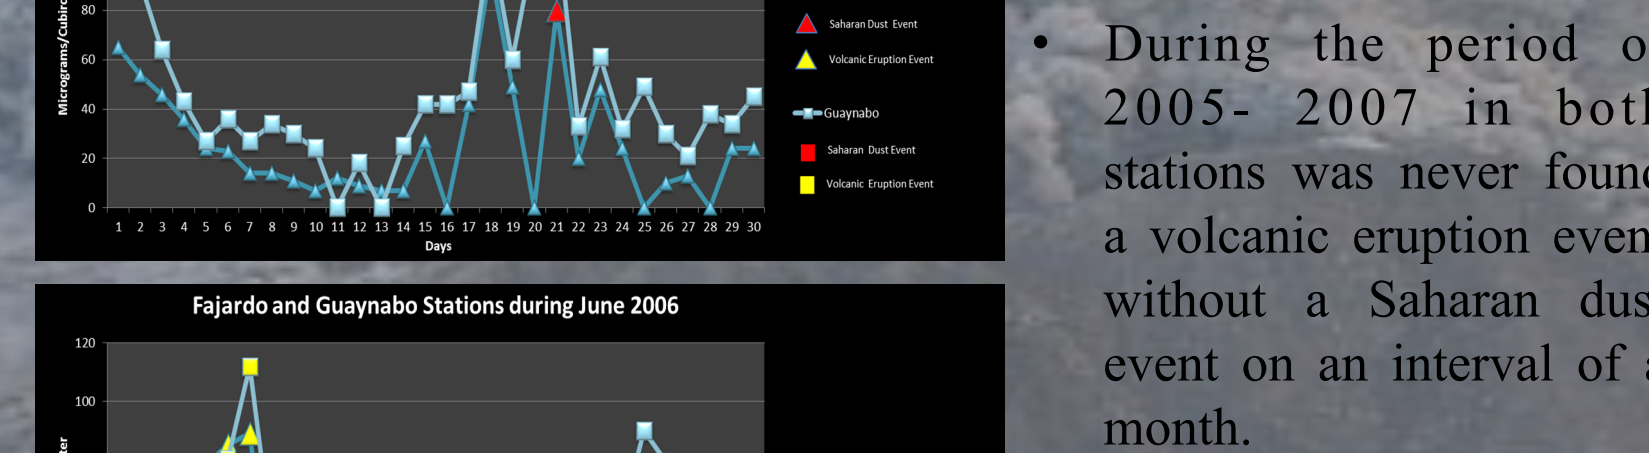 80
60
40
20
0
Micrograms/Cubic
1 2 3 4 5 6 7 8 9 10 11 12 13 14 15 16 17 18 19 20 21 22 23 24 25 26 27 28 29 30
Days
Saharan Dust Event
Volcanic Eruption Event
Guaynabo
Saharan Dust Event
Volcanic Eruption Event
Fajardo and Guaynabo Stations during June 2006
120
100
• During the period o
2005- 2007 in both
stations was never found
a volcanic eruption even
without a Saharan dus
event on an interval of a
month.